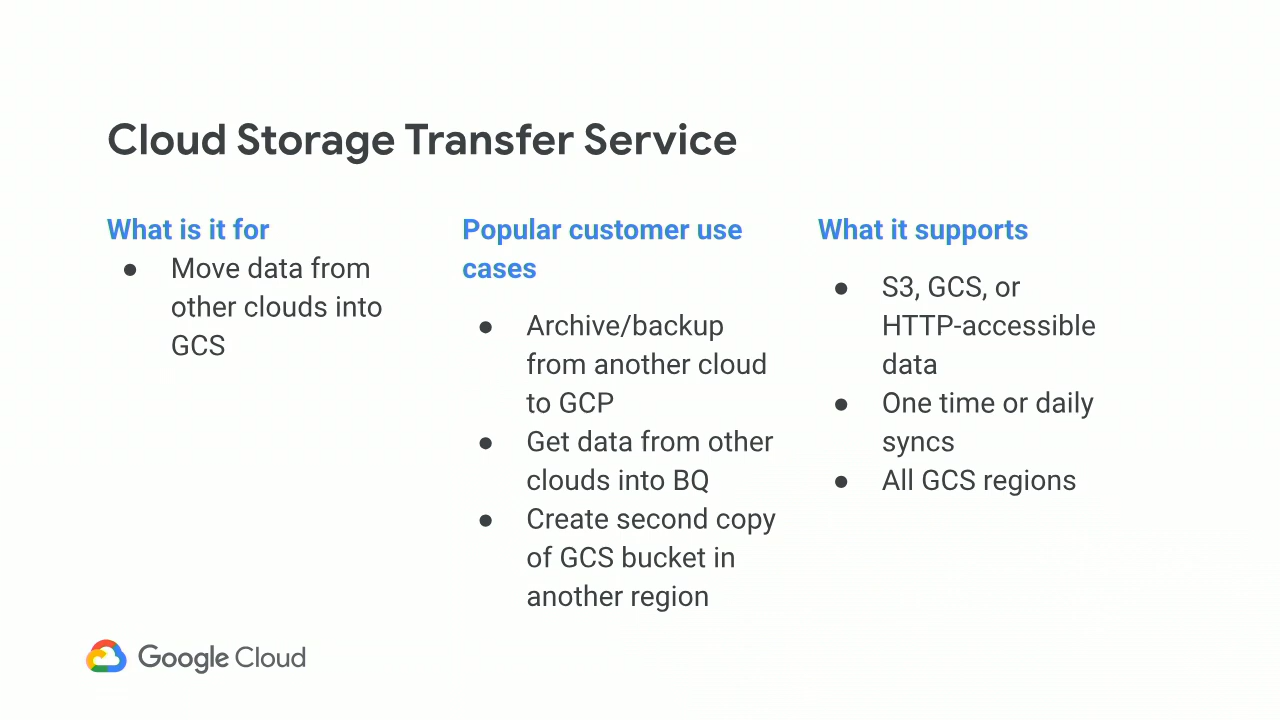 Cloud Storage Transfer Service
What is it for
● Move data from
other clouds into
GCS
Popular customer use
cases
● Archive/backup
from another cloud
to GCP
● Get data from other
clouds into BQ
● Create second copy
of GCS bucket in
another region
What it supports
● S3, GCS, or
HTTP-accessible
data
● One time or daily
syncs
● All GCS regions
Google Cloud